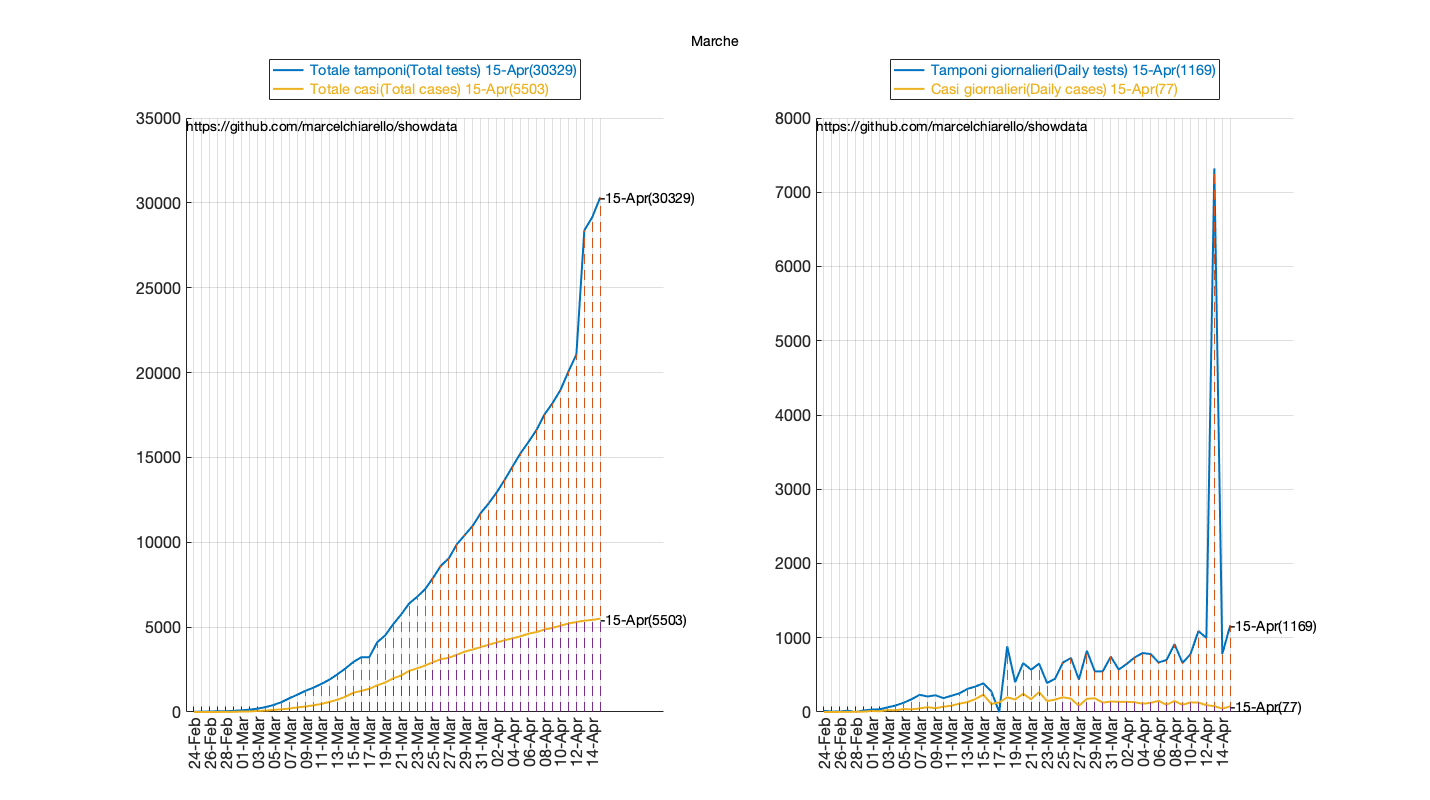 Marche
Totale tamponi(Total tests) 15-Apr(30329)
Totale casi(Total cases) 15-Apr(5503)
35000
https://github.com/marcelchiarello/showdata
30000
25000
20000
15000
10000
5000
0
15-Apr(30329)
15-Apr(5503)
24-Feb
26-Feb
28-Feb
01-Mar
03-Mar
05-Mar
07-Mar
09-Mar
11-Mar
13-Mar
15-Mar
17-Mar
19-Mar
21-Mar
23-Mar
25-Mar
27-Mar
29-Mar
31-Mar
02-Apr
04-Apr
06-Apr
08-Apr
10-Apr
12-Apr
14-Apr
Tamponi giornalieri(Daily tests) 15-Apr(1169)
Casi giornalieri(Daily cases) 15-Apr(77)
8000
https://github.com/marcelchiarello/showdata
7000
6000
5000
4000
3000
2000
1000
0
15-Apr(1169)
15-Apr(77)
24-Feb
26-Feb
28-Feb
01-Mar
03-Mar
05-Mar
07-Mar
09-Mar
11-Mar
13-Mar
15-Mar
17-Mar
19-Mar
21-Mar
23-Mar
25-Mar
27-Mar
29-Mar
31-Mar
02-Apr
04-Apr
06-Apr
08-Apr
10-Apr
12-Apr
14-Apr